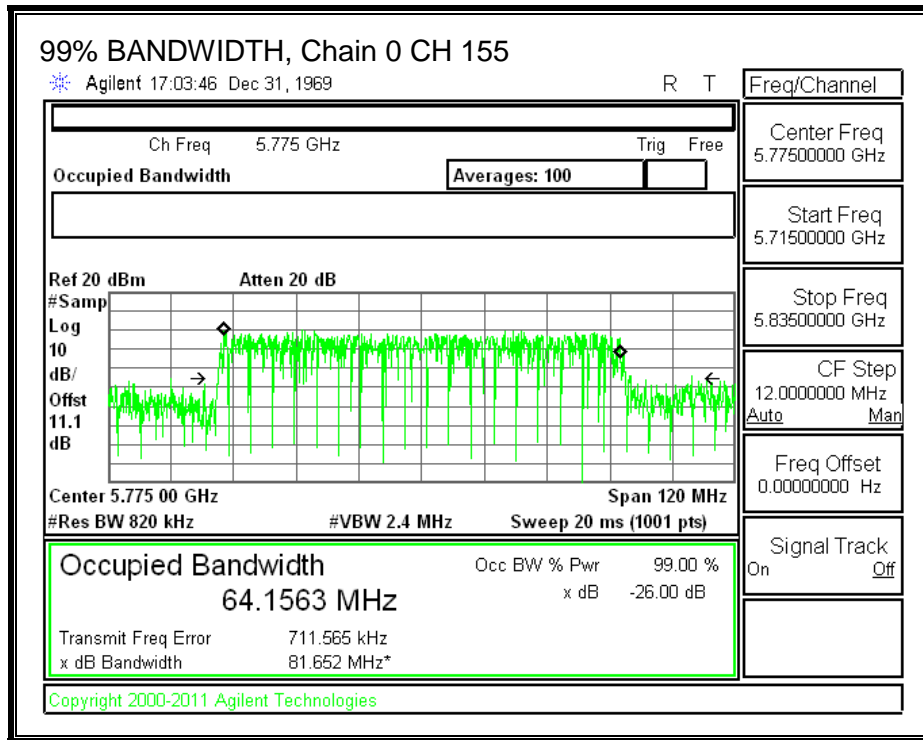 99% BANDWIDTH, Chain 0 CH 155
Agilent 17:03:46 Dec 31, 1969 R T
Freq/Channel
Ch Freq 5.775 GHz Trig Free
Occupied Bandwidth Averages: 100
Center Freq
5.77500000 GHz
Start Freq
5.71500000 GHz
Stop Freq
5.83500000 GHz
CF Step
12.0000000 MHz
Auto Man
Freq Offset
0.00000000 Hz
Signal Track
On Off
Ref 20 dBm Atten 20 dB
#Samp
Log
10
dB/
Offst
11.1
dB
Center 5.775 00 GHz Span 120 MHz
#Res BW 820 kHz #VBW 2.4 MHz Sweep 20 ms (1001 pts)
Occupied Bandwidth Occ BW % Pwr 99.00 %
64.1563 MHz x dB -26.00 dB
Transmit Freq Error 711.565 kHz
x dB Bandwidth 81.652 MHz*
Copyright 2000-2011 Agilent Technologies